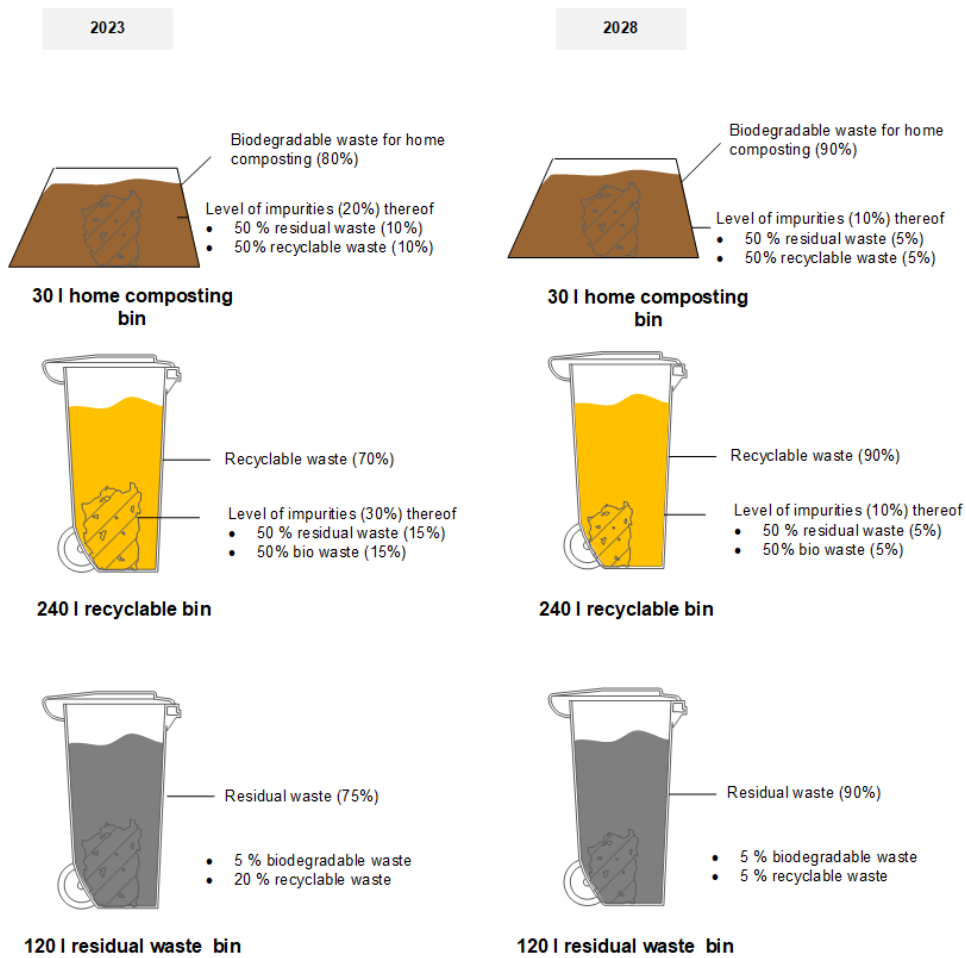 2023
2028
Biodegradable waste for home
composting (80%)
Level of impurities (20%) thereof
• 50 % residual waste (10%)
• 50% recyclable waste (10%)
30 l home composting
bin
Biodegradable waste for home
composting (90%)
Level of impurities (10%) thereof
• 50 % residual waste (5%)
• 50% recyclable waste (5%)
30 l home composting
bin
Recyclable waste (70%)
Level of impurities (30%) thereof
• 50 % residual waste (15%)
• 50% bio waste (15%)
240 l recyclable bin
Recyclable waste (90%)
Level of impurities (10%) thereof
• 50 % residual waste (5%)
• 50% bio waste (5%)
240 l recyclable bin
Residual waste (75%)
• 5 % biodegradable waste
• 20 % recyclable waste
120 l residual waste bin
Residual waste (90%)
• 5 % biodegradable waste
• 5 % recyclable waste
120 l residual waste bin